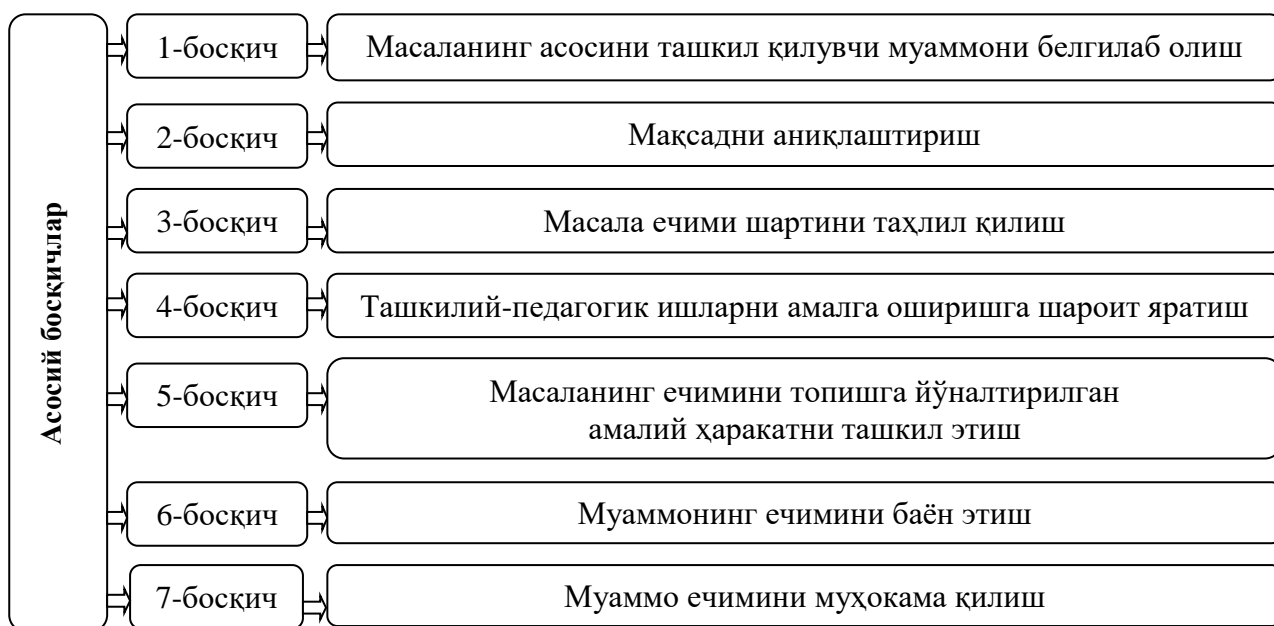 Асосий босқичлар
1-босқич
Масаланинг асосини ташкил қилувчи муаммони белгилаб олиш
2-босқич
Мақсадни аниқлаштириш
3-босқич
Масала ечими шартини таҳлил қилиш
4-босқич
Ташкилий-педагогик ишларни амалга оширишга шароит яратиш
5-босқич
Масаланинг ечимини топишга йўналтирилган
амалий ҳаракатни ташкил этиш
6-босқич
Муаммонинг ечимини баён этиш
7-босқич
Муаммо ечимини муҳокама қилиш